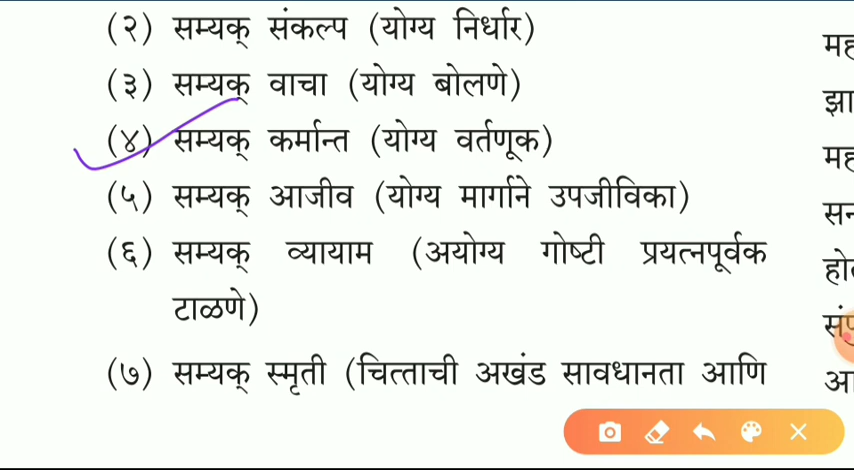 (२) सम्यक् संकल्प (योग्य निर्धार)
(३) सम्यक् वाचा (योग्य बोलणे)
(४) सम्यक् कर्मान्त (योग्य वर्तणूक)
(५) सम्यक् आजीव (योग्य मार्गाने उपजीविका)
(६) सम्यक् व्यायाम (अयोग्य गोष्टी प्रयत्नपूर्वक
टाळणे)
(७) सम्यक् स्मृती (चित्ताची अखंड सावधानता आणि